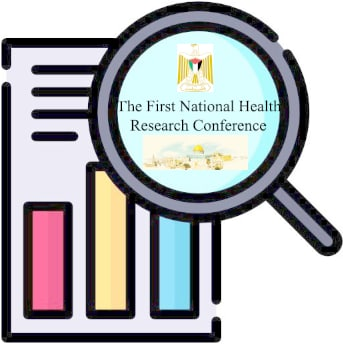 The First National Health
Research Conference